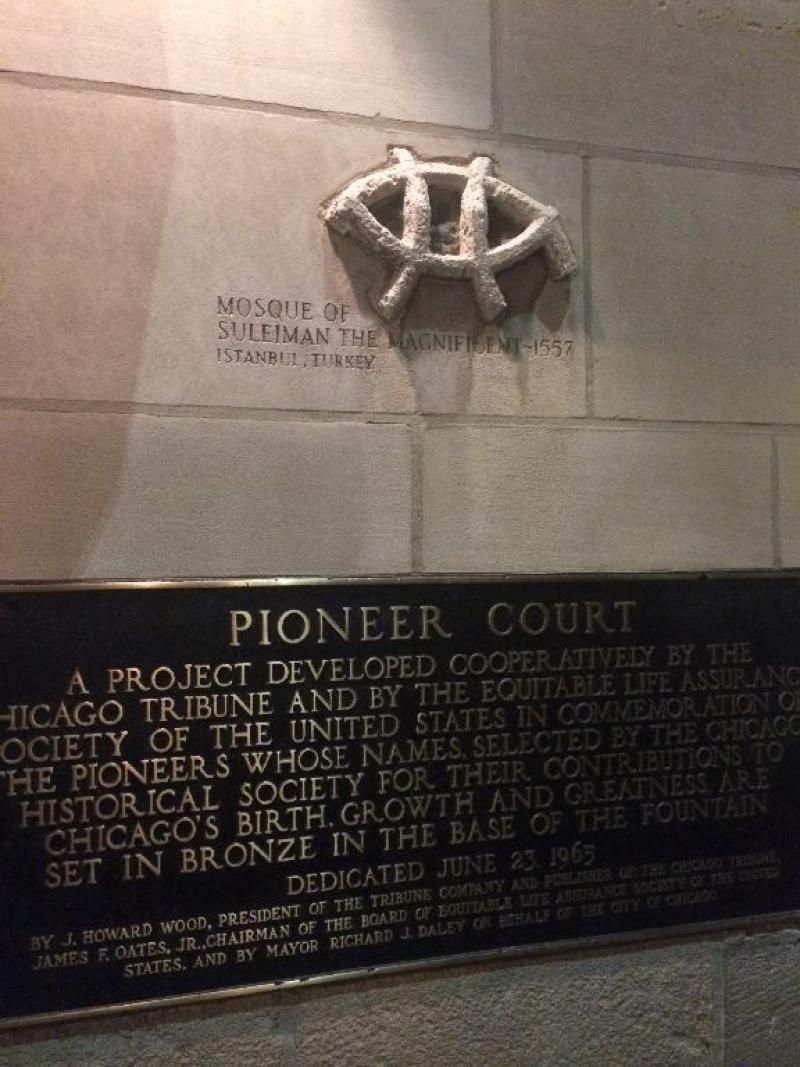 MOSQUE OF
SULEIMAN THE MAGNIFICENT-1557
ISTANBUL, TURKEY
PIONEER COURT
A PROJECT DEVELOPED COOPERATIVELY BY THE
HICAGO TRIBUNE AND BY THE EQUITABLE LIFE ASSURANC
OCIETY OF THE UNITED STATES IN COMMEMORATION OF
THE PIONEERS WHOSE NAMES, SELECTED BY THE CHICAGO
HISTORICAL SOCIETY FOR THEIR CONTRIBUTIONS TO
CHICAGO'S BIRTH, GROWTH AND GREATNESS, ARE
SET IN BRONZE IN THE BASE OF THE FOUNTAIN
DEDICATED JUNE 23, 1965
BY J. HOWARD WOOD, PRESIDENT OF THE TRIBUNE COMPANY AND PUBLISHER OF THE CHICAGO TRIBUNE,
JAMES F. OATES, JR., CHAIRMAN OF THE BOARD OF EQUITABLE LIFE ASSURANCE SOCIETY OF THE UNITED
STATES, AND BY MAYOR RICHARD J. DALEY ON BEHALF OF THE CITY OF CHICAGO